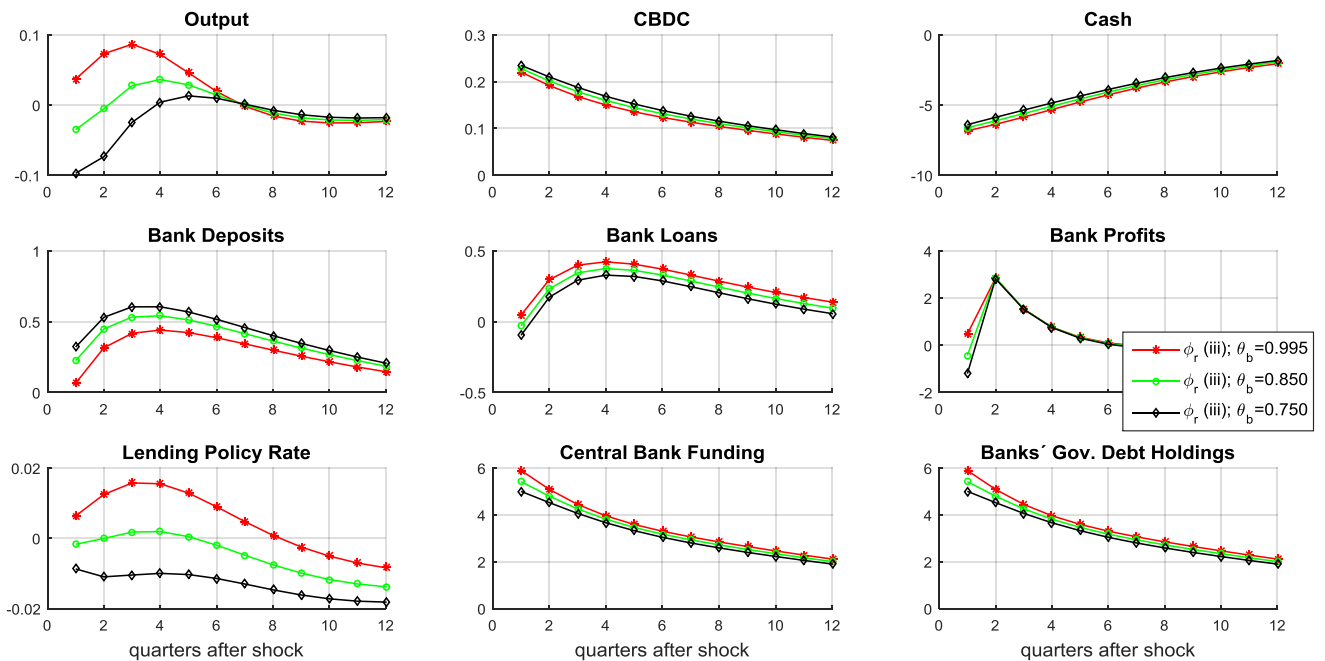 Output
CBDC
Cash
0.1
0
-0.1
0 2 4 6 8 10 12
0.3
0.2
0.1
0
0 2 4 6 8 10 12
0
-5
-10
0 2 4 6 8 10 12
Bank Deposits
Bank Loans
Bank Profits
1
0.5
0
0 2 4 6 8 10 12
0.5
0
-0.5
0 2 4 6 8 10 12
4
2
0
-2
0 2 4 6 8 10 12
ϕr (iii); θb=0.995
ϕr (iii); θb=0.850
ϕr (iii); θb=0.750
Lending Policy Rate
Central Bank Funding
Banks´ Gov. Debt Holdings
0.02
0
-0.02
0 2 4 6 8 10 12
quarters after shock
6
4
2
0
0 2 4 6 8 10 12
quarters after shock
6
4
2
0
0 2 4 6 8 10 12
quarters after shock